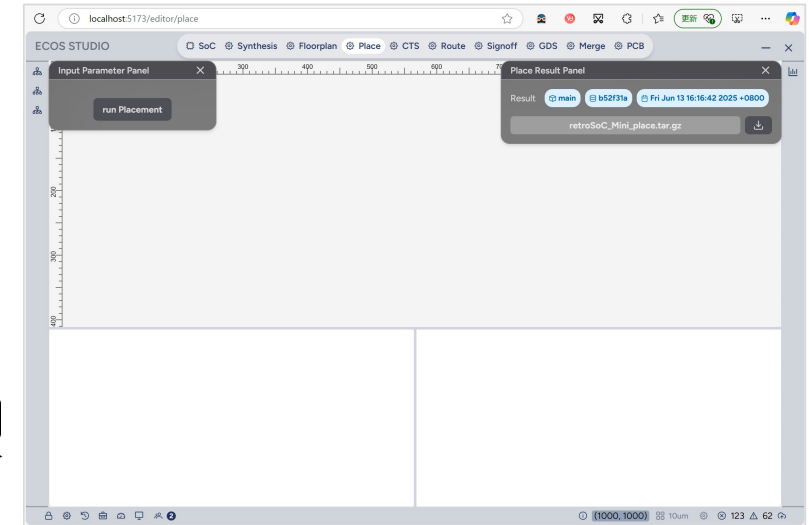 localhost:5173/editor/place
更新
ECOS STUDIO
SoC Synthesis Floorplan Place CTS Route Signoff GDS Merge PCB
Input Parameter Panel
run Placement
300 400 500 600
Place Result Panel
Result main b52f31a Fri Jun 13 16:16:42 2025 +0800
retroSoC_Mini_place.tar.gz
200
300
400
2
(1000, 1000) 10um 123 62